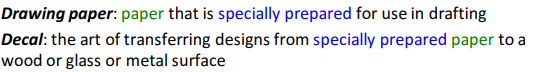 Drawing paper: paper that is specially prepared for use in drafting
Decal: the art of transferring designs from specially prepared paper to a
wood or glass or metal surface